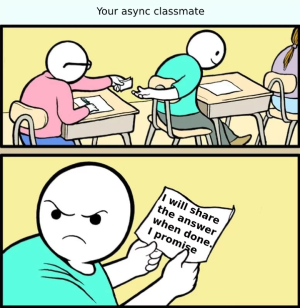 Your async classmate
I will share
the answer
when done.
I promise